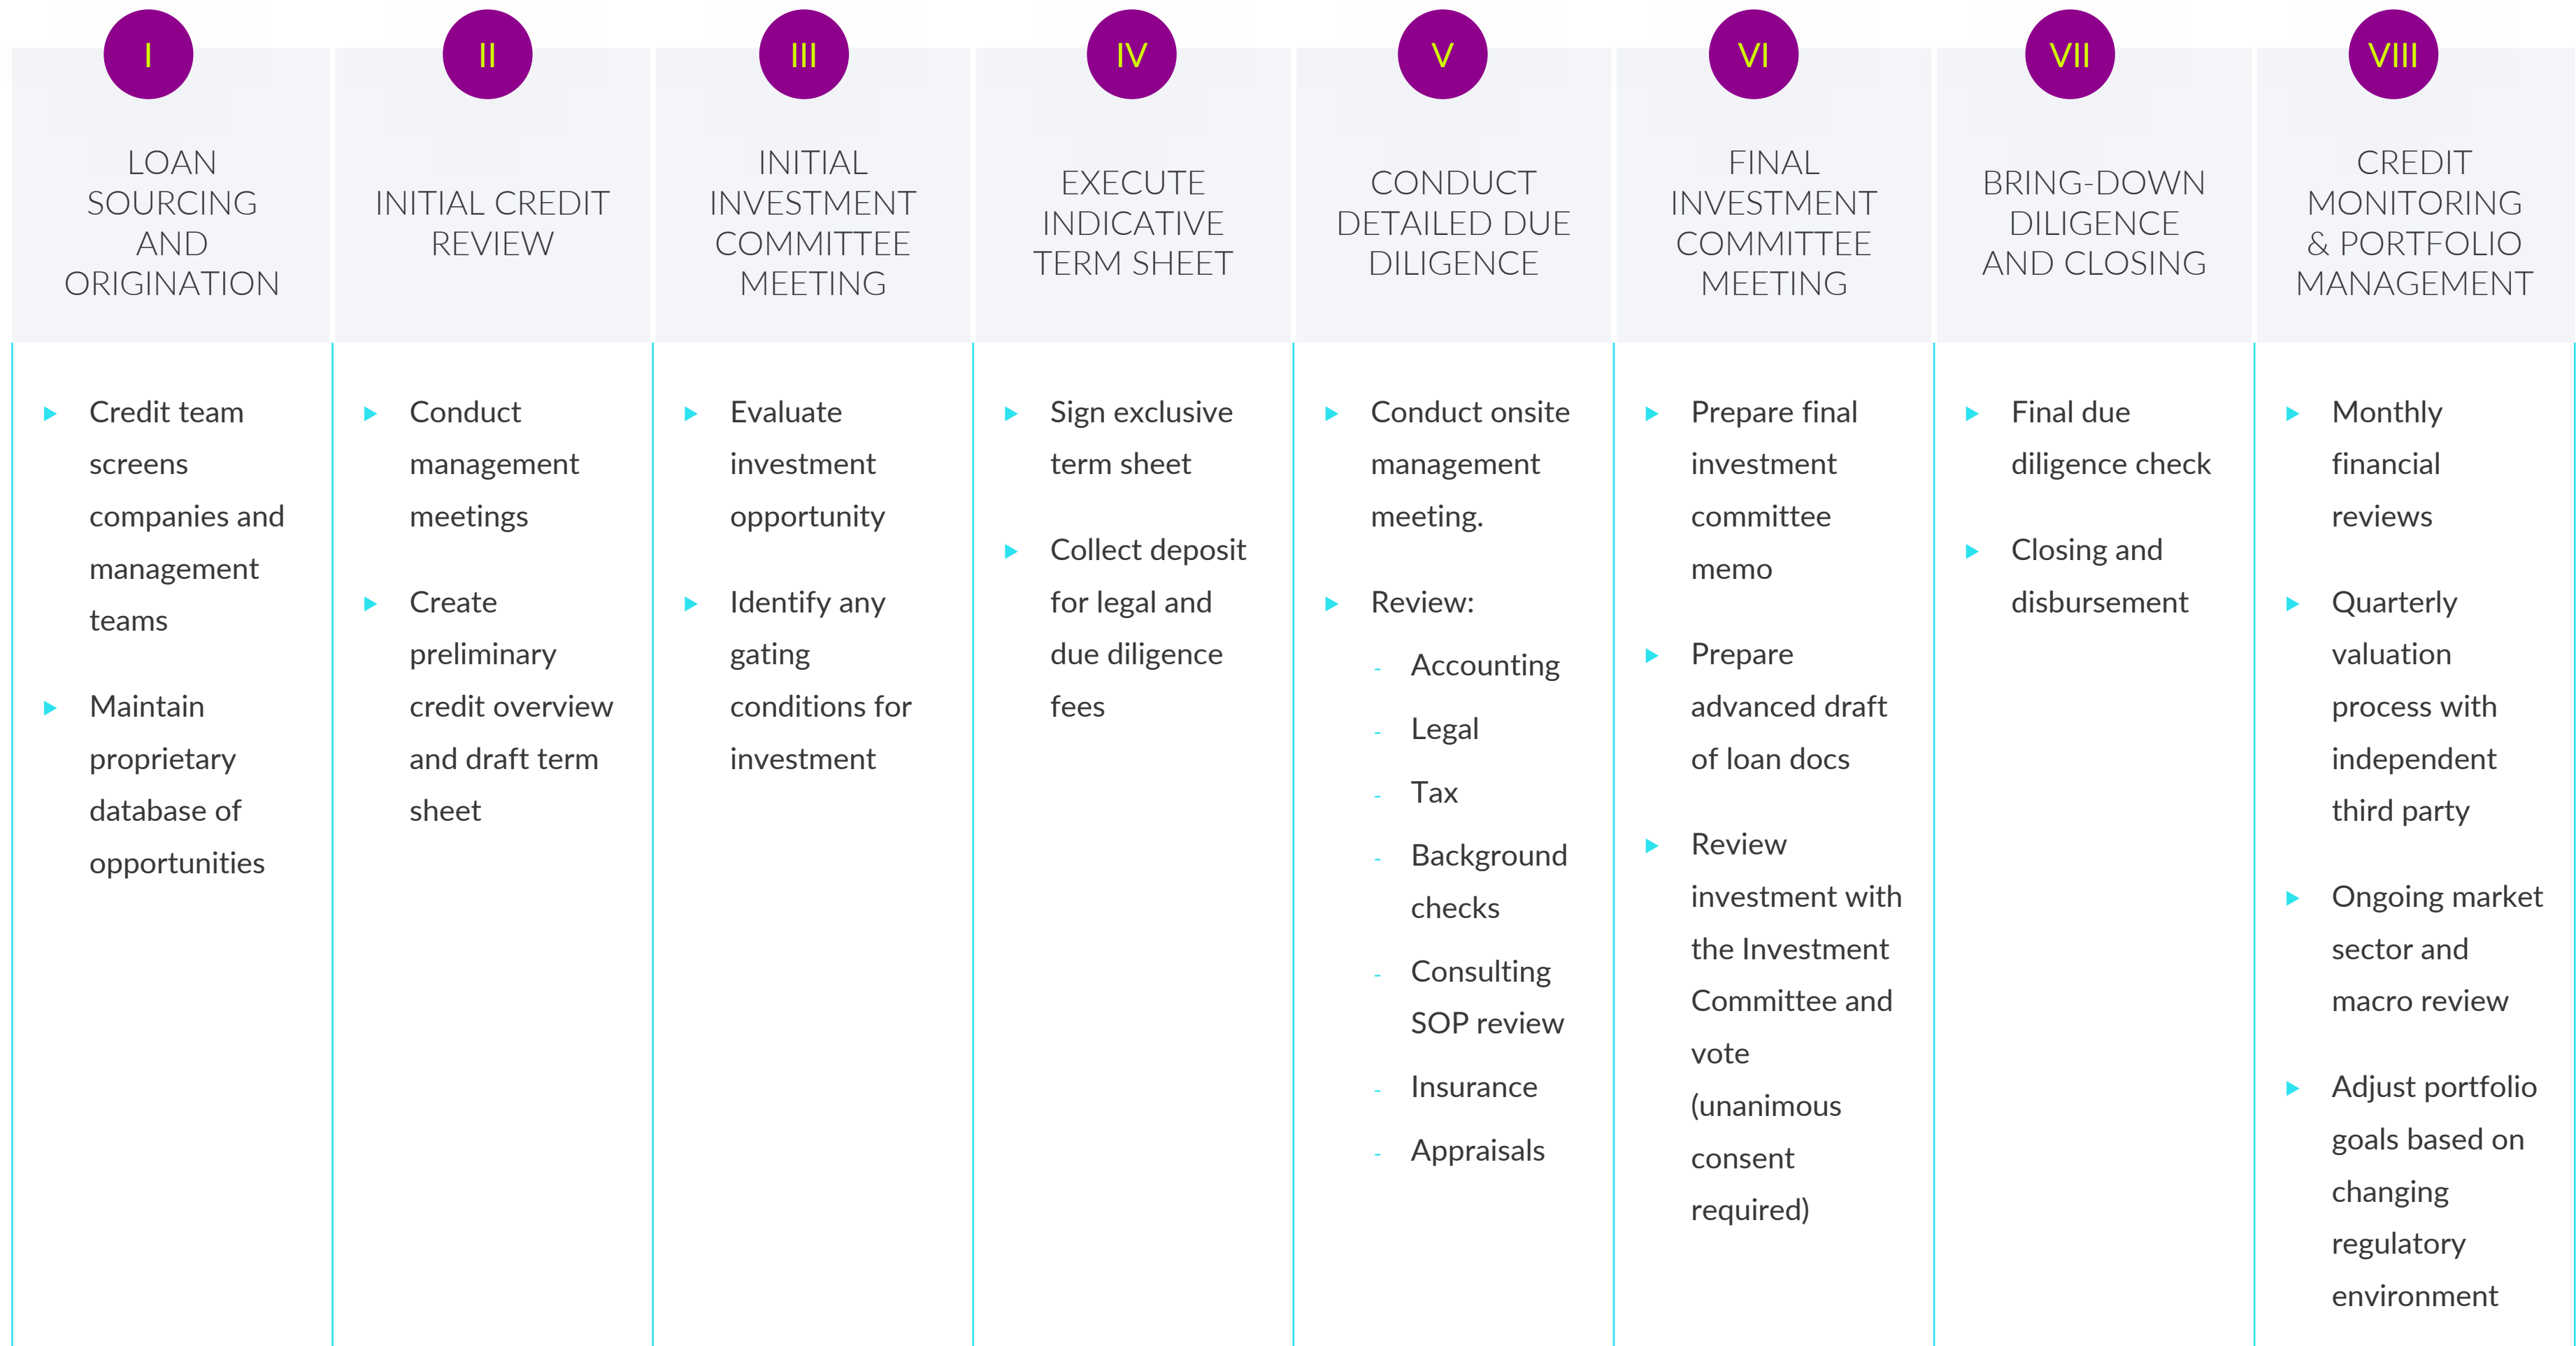 I
LOAN
SOURCING
AND
ORIGINATION
Credit team
screens
companies and
management
teams
Maintain
proprietary
database of
opportunities
II
INITIAL CREDIT
REVIEW
Conduct
management
meetings
Create
preliminary
credit overview
and draft term
sheet
III
INITIAL
INVESTMENT
COMMITTEE
MEETING
Evaluate
investment
opportunity
Identify any
gating
conditions for
investment
IV
EXECUTE
INDICATIVE
TERM SHEET
Sign exclusive
term sheet
Collect deposit
for legal and
due diligence
fees
V
CONDUCT
DETAILED DUE
DILIGENCE
Conduct onsite
management
meeting.
Review:
- Accounting
- Legal
- Tax
- Background
checks
- Consulting
SOP review
- Insurance
- Appraisals
VI
FINAL
INVESTMENT
COMMITTEE
MEETING
Prepare final
investment
committee
memo
Prepare
advanced draft
of loan docs
Review
investment with
the Investment
Committee and
vote
(unanimous
consent
required)
VII
BRING-DOWN
DILIGENCE
AND CLOSING
Final due
diligence check
Closing and
disbursement
VIII
CREDIT
MONITORING
& PORTFOLIO
MANAGEMENT
Monthly
financial
reviews
Quarterly
valuation
process with
independent
third party
Ongoing market
sector and
macro review
Adjust portfolio
goals based on
changing
regulatory
environment